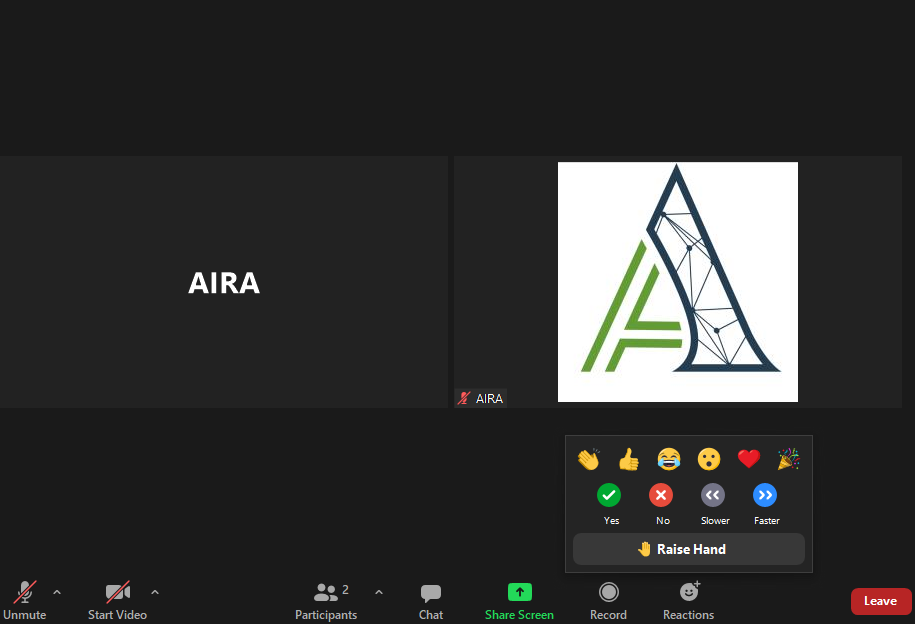 AIRA
AIRA
Yes No Slower Faster
Raise Hand
2
Unmute Start Video Participants Chat Share Screen Record Reactions Leave